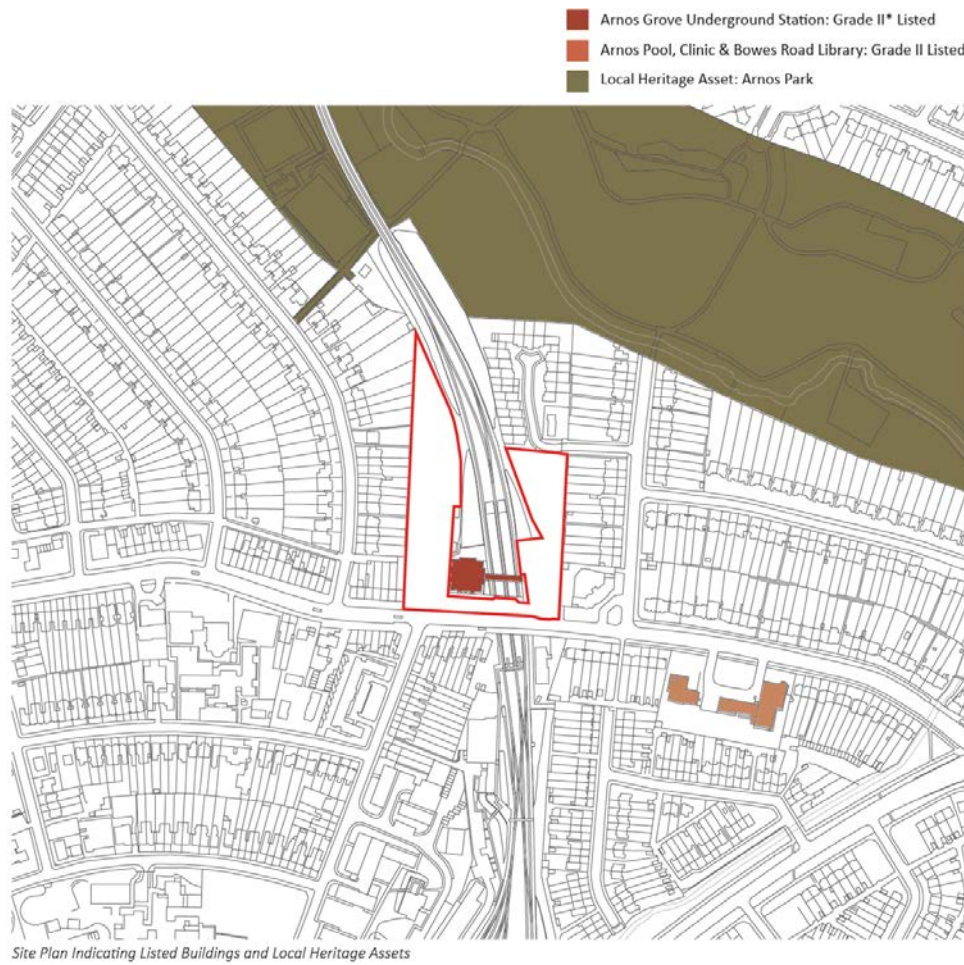 Arnos Grove Underground Station: Grade II* Listed
Arnos Pool, Clinic & Bowes Road Library: Grade II Listed
Local Heritage Asset: Arnos Park
Site Plan Indicating Listed Buildings and Local Heritage Assets